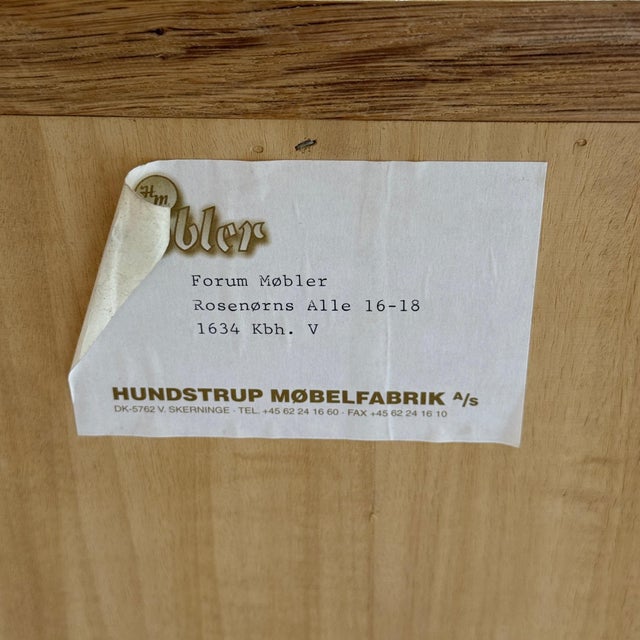 HM
bler
Forum Møbler
Rosenørns Alle 16-18
1634 Kbh. V
HUNDSTRUP MØBELFABRIK A/s
DK-5762 V. SKERNINGE · TEL. +45 62 24 16 60 · FAX +45 62 24 16 10